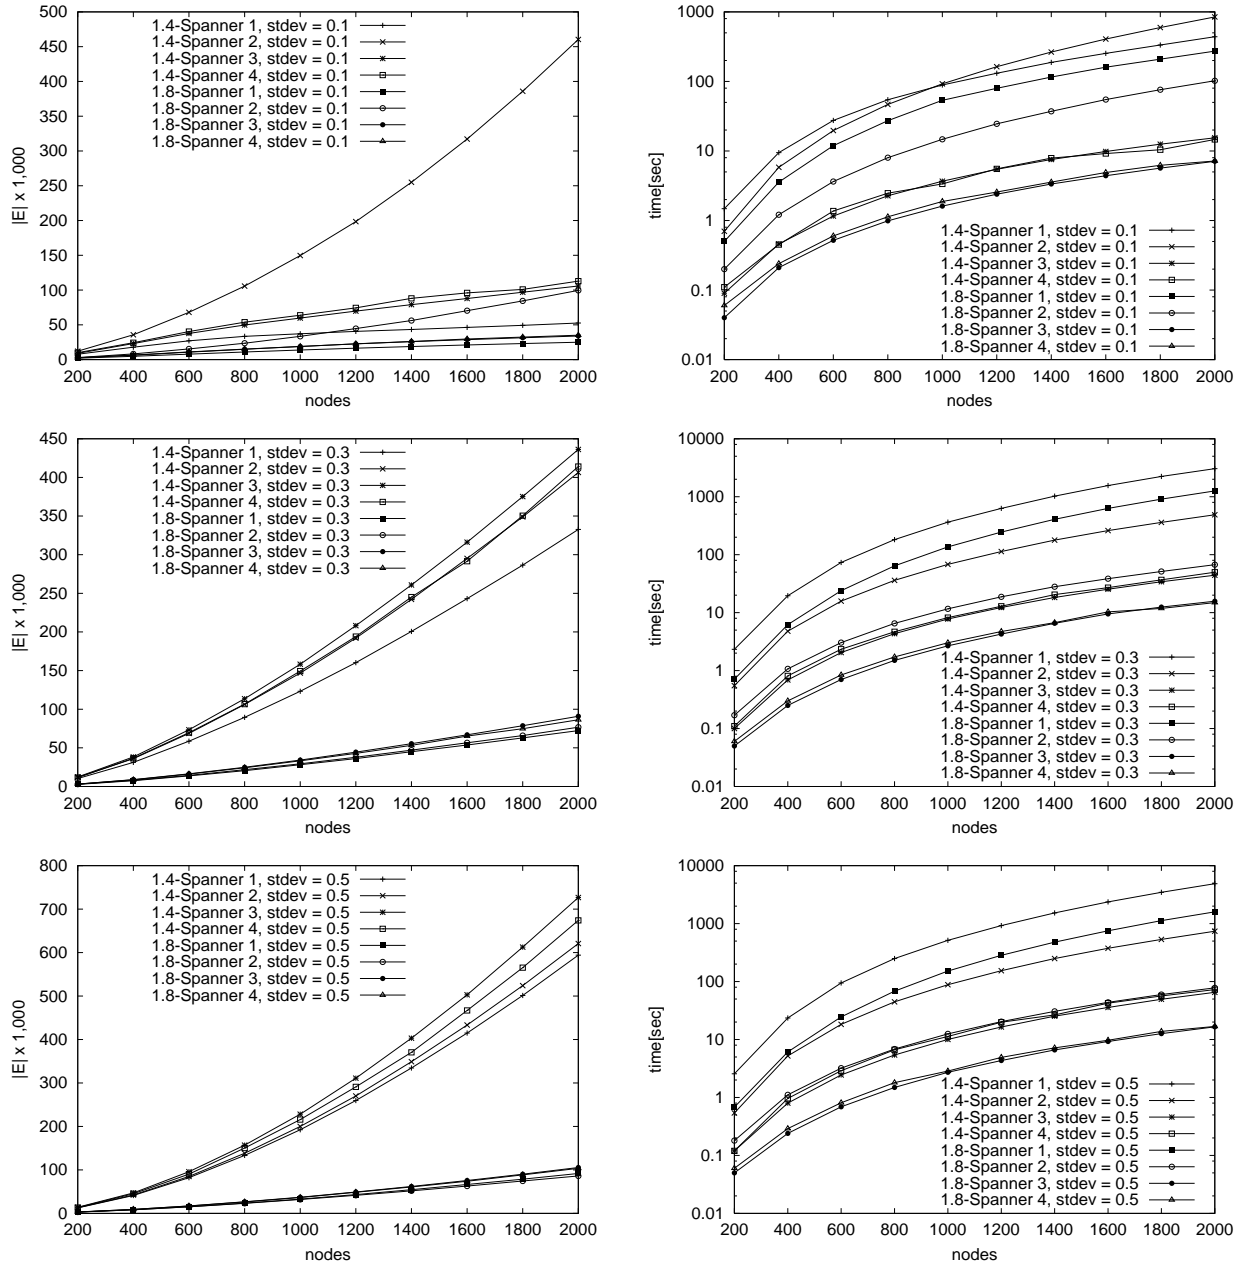 500
450
400
350
300
250
200
150
100
50
0
|E| x 1,000
1.4-Spanner 1, stdev = 0.1
1.4-Spanner 2, stdev = 0.1
1.4-Spanner 3, stdev = 0.1
1.4-Spanner 4, stdev = 0.1
1.8-Spanner 1, stdev = 0.1
1.8-Spanner 2, stdev = 0.1
1.8-Spanner 3, stdev = 0.1
1.8-Spanner 4, stdev = 0.1
200 400 600 800 1000 1200 1400 1600 1800 2000
nodes
1000
100
10
1
0.1
0.01
time[sec]
1.4-Spanner 1, stdev = 0.1
1.4-Spanner 2, stdev = 0.1
1.4-Spanner 3, stdev = 0.1
1.4-Spanner 4, stdev = 0.1
1.8-Spanner 1, stdev = 0.1
1.8-Spanner 2, stdev = 0.1
1.8-Spanner 3, stdev = 0.1
1.8-Spanner 4, stdev = 0.1
200 400 600 800 1000 1200 1400 1600 1800 2000
nodes
450
400
350
300
250
200
150
100
50
0
|E| x 1,000
1.4-Spanner 1, stdev = 0.3
1.4-Spanner 2, stdev = 0.3
1.4-Spanner 3, stdev = 0.3
1.4-Spanner 4, stdev = 0.3
1.8-Spanner 1, stdev = 0.3
1.8-Spanner 2, stdev = 0.3
1.8-Spanner 3, stdev = 0.3
1.8-Spanner 4, stdev = 0.3
200 400 600 800 1000 1200 1400 1600 1800 2000
nodes
10000
1000
100
10
1
0.1
0.01
time[sec]
1.4-Spanner 1, stdev = 0.3
1.4-Spanner 2, stdev = 0.3
1.4-Spanner 3, stdev = 0.3
1.4-Spanner 4, stdev = 0.3
1.8-Spanner 1, stdev = 0.3
1.8-Spanner 2, stdev = 0.3
1.8-Spanner 3, stdev = 0.3
1.8-Spanner 4, stdev = 0.3
200 400 600 800 1000 1200 1400 1600 1800 2000
nodes
800
700
600
500
400
300
200
100
0
|E| x 1,000
1.4-Spanner 1, stdev = 0.5
1.4-Spanner 2, stdev = 0.5
1.4-Spanner 3, stdev = 0.5
1.4-Spanner 4, stdev = 0.5
1.8-Spanner 1, stdev = 0.5
1.8-Spanner 2, stdev = 0.5
1.8-Spanner 3, stdev = 0.5
1.8-Spanner 4, stdev = 0.5
200 400 600 800 1000 1200 1400 1600 1800 2000
nodes
10000
1000
100
10
1
0.1
0.01
time[sec]
1.4-Spanner 1, stdev = 0.5
1.4-Spanner 2, stdev = 0.5
1.4-Spanner 3, stdev = 0.5
1.4-Spanner 4, stdev = 0.5
1.8-Spanner 1, stdev = 0.5
1.8-Spanner 2, stdev = 0.5
1.8-Spanner 3, stdev = 0.5
1.8-Spanner 4, stdev = 0.5
200 400 600 800 1000 1200 1400 1600 1800 2000
nodes